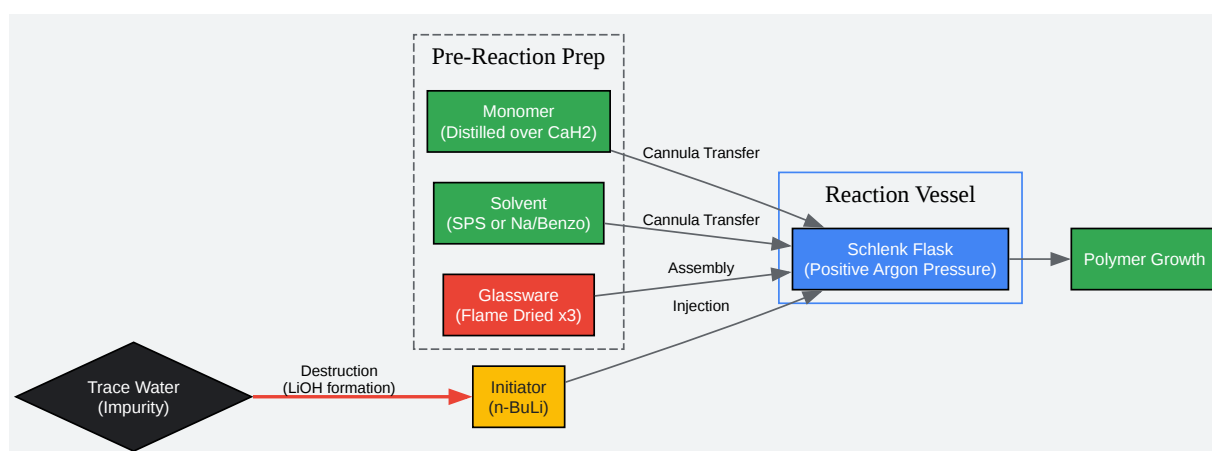 Pre-Reaction Prep
Monomer
(Distilled over CaH2)
Cannula Transfer
Solvent
(SPS or Na/Benzo)
Cannula Transfer
Glassware
(Flame Dried x3)
Assembly
Injection
Reaction Vessel
Schlenk Flask
(Positive Argon Pressure)
Polymer Growth
Trace Water
(Impurity)
Destruction
(LiOH formation)
Initiator
(n-BuLi)